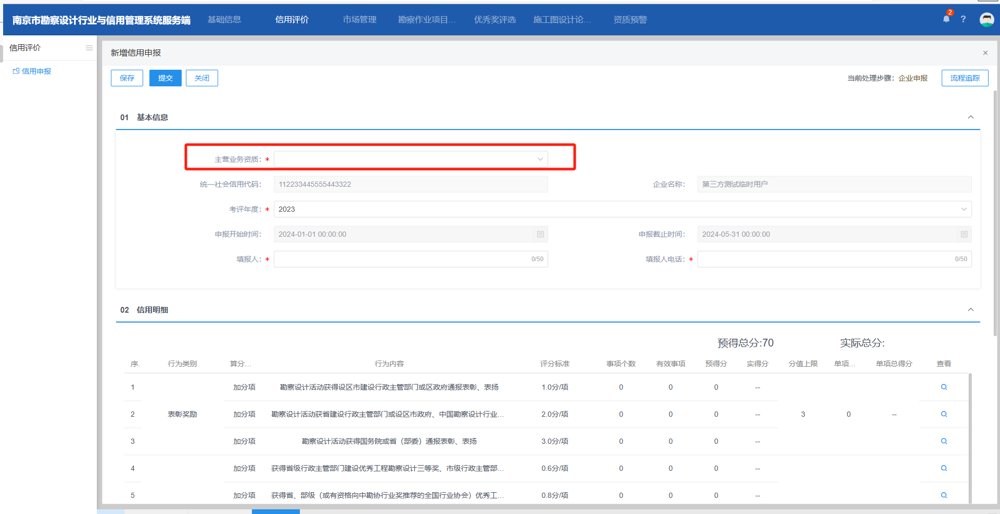 南京市勘察设计行业与信用管理系统服务端 基础信息 信用评价 市场管理 勘察作业项目... 优秀奖评选 施工图设计论... 资质预警 2 ?
信用评价
信用申报
新增信用申报
保存 提交 关闭 当前处理步骤：企业申报 流程追踪
01 基本信息
主营业务资质：*
统一社会信用代码： 112233445555443322 企业名称： 第三方测试临时用户
考评年度：* 2023
申报开始时间： 2024-01-01 00:00:00 申报截止时间： 2024-05-31 00:00:00
填报人：* 0/50 填报人电话：* 0/50
02 信用明细
预得总分:70 实际总分:
序. 行为类别 算分... 行为内容 评分标准 事项个数 有效事项 预得分 实得分 分值上限 单项... 单项总得分 查看
1 加分项 勘察设计活动获得设区市建设行政主管部门或区政府通报表彰、表扬 1.0分/项 0 0 0 --
2 表彰奖励 加分项 勘察设计活动获省建设行政主管部门或设区市政府、中国勘察设计行业... 2.0分/项 0 0 0 -- 3 0 --
3 加分项 勘察设计活动获得国务院或省（部委）通报表彰、表扬 3.0分/项 0 0 0 --
4 加分项 获得省级行政主管部门建设优秀工程勘察设计三等奖、市级行政主管部... 0.6分/项 0 0 0 --
5 加分项 获得省、部级（或有资格向中勘协行业奖推荐的全国行业协会）优秀工... 0.8分/项 0 0 0 --